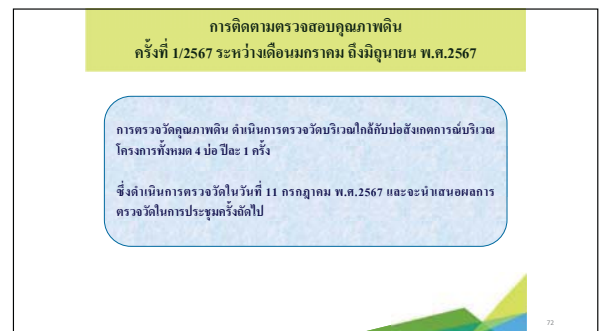 การติดตามตรวจสอบคุณภาพดิน
ครั้งที่ 1/2567 ระหว่างเดือนมกราคม ถึงมิถุนายน พ.ศ.2567
การตรวจวัดคุณภาพดิน ดำเนินการตรวจวัดบริเวณใกล้กับบ่อสังเกตการณ์บริเวณ
โครงการทั้งหมด 4 บ่อ ปีละ 1 ครั้ง
ซึ่งดำเนินการตรวจวัดในวันที่ 11 กรกฎาคม พ.ศ.2567 และจะนำเสนอผลการ
ตรวจวัดในการประชุมครั้งถัดไป
72